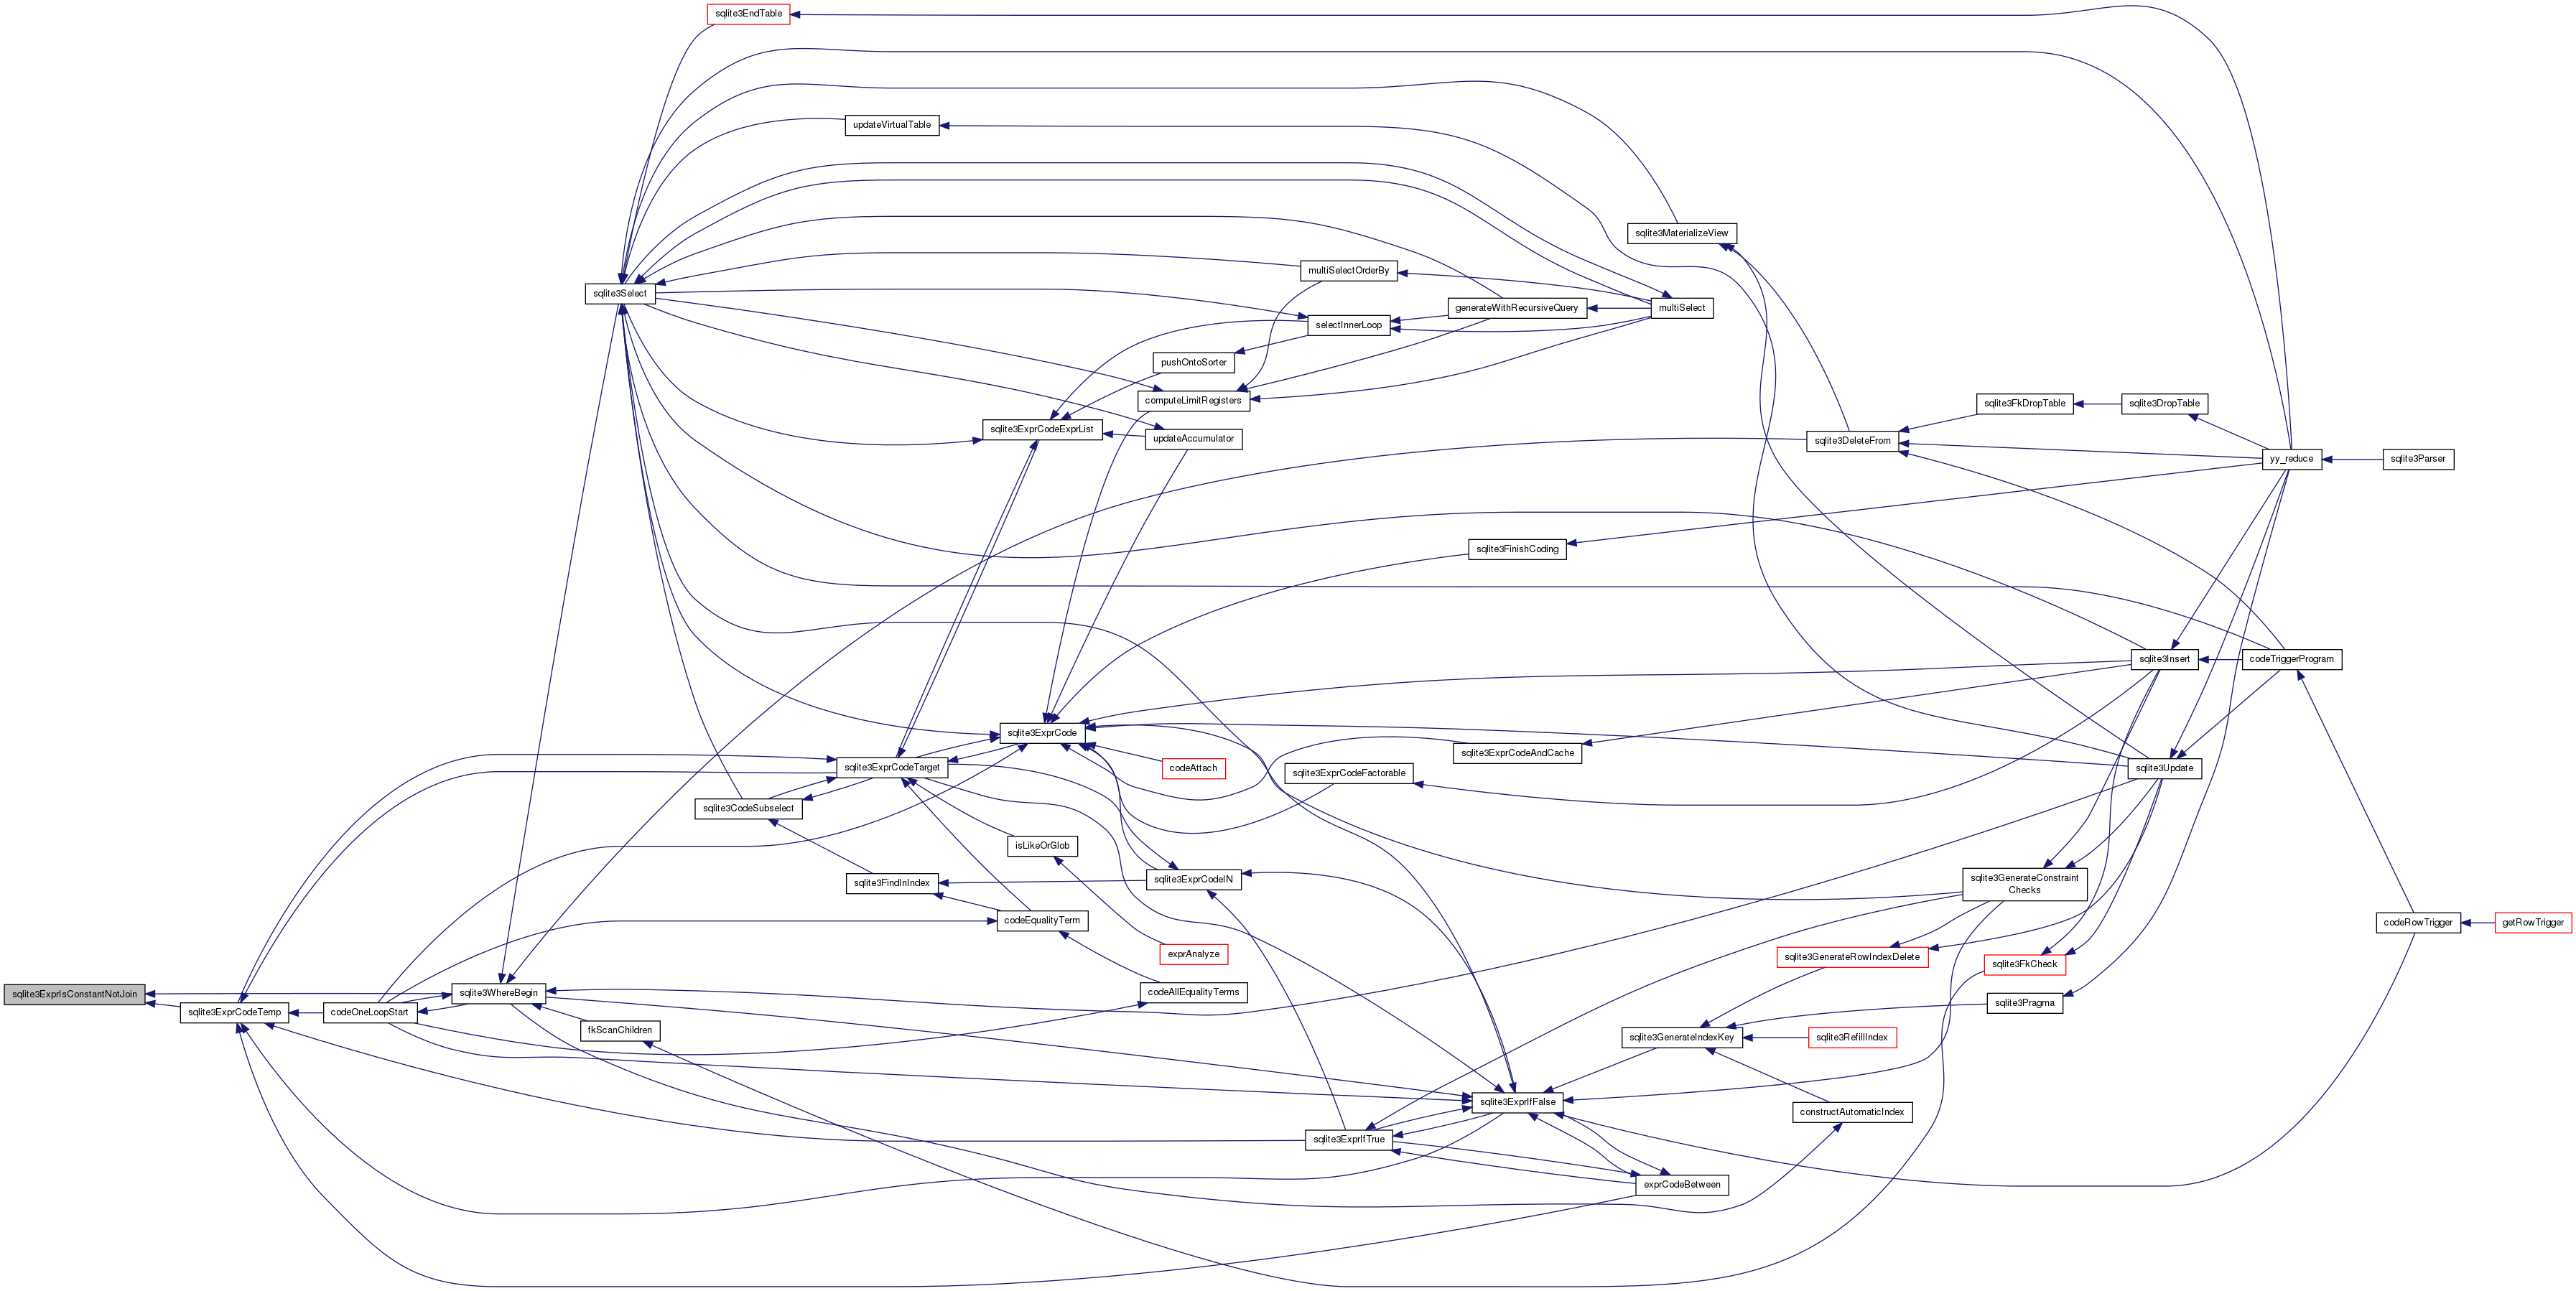 sqlite3EndTable
updateVirtualTable
sqlite3MaterializeView
multiSelectOrderBy
sqlite3Select
generateWithRecursiveQuery
multiSelect
selectInnerLoop
pushOntoSorter
computeLimitRegisters
sqlite3FkDropTable
sqlite3DropTable
sqlite3ExprCodeExprList
updateAccumulator
sqlite3DeleteFrom
yy_reduce
sqlite3Parser
sqlite3FinishCoding
sqlite3Insert
codeTriggerProgram
sqlite3ExprCode
sqlite3ExprCodeAndCache
sqlite3ExprCodeTarget
codeAttach
sqlite3ExprCodeFactorable
sqlite3Update
sqlite3CodeSubselect
isLikeOrGlob
sqlite3FindInIndex
sqlite3ExprCodeIN
sqlite3GenerateConstraint
Checks
codeEqualityTerm
codeRowTrigger
getRowTrigger
exprAnalyze
sqlite3GenerateRowIndexDelete
sqlite3FkCheck
sqlite3ExprIsConstantNotJoin
sqlite3WhereBegin
codeAllEqualityTerms
sqlite3Pragma
sqlite3ExprCodeTemp
codeOneLoopStart
fkScanChildren
sqlite3GenerateIndexKey
sqlite3RefillIndex
sqlite3ExprIfFalse
constructAutomaticIndex
sqlite3ExprIfTrue
exprCodeBetween